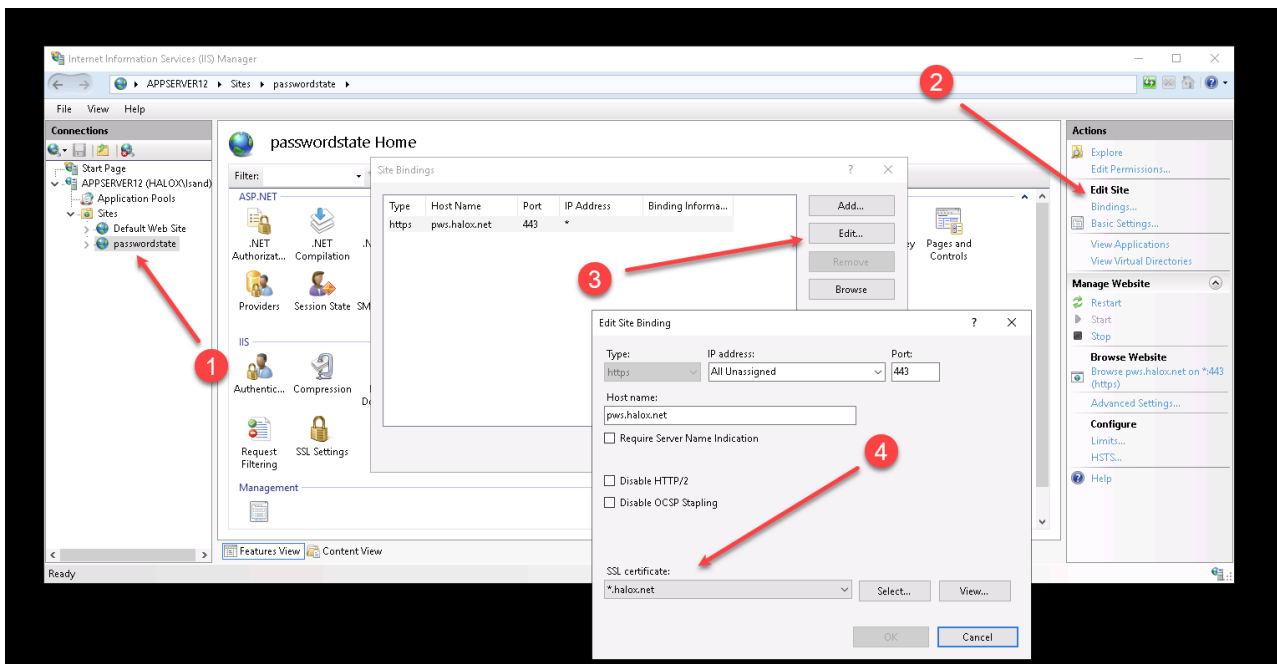 Internet Information Services (IIS) Manager
APPSERVER12 Sites passwordstate
File View Help
Connections
Start Page
APPSERVER12 (HALOX\lsand)
Application Pools
Sites
Default Web Site
passwordstate
1
passwordstate Home
Filter:
ASP.NET
.NET Authorizat...
.NET Compilation
Providers
Session State
Pages and Controls
IIS
Authentic...
Compression
Request Filtering
SSL Settings
Management
Features View
Content View
Ready
Site Bindings
?
Type Host Name Port IP Address Binding Informa...
https pws.halox.net 443 *
Add...
Edit...
Remove
Browse
3
Edit Site Binding
?
Type: IP address: Port:
https All Unassigned 443
Host name:
pws.halox.net
Require Server Name Indication
4
Disable HTTP/2
Disable OCSP Stapling
SSL certificate:
*.halox.net Select... View...
OK Cancel
2
Actions
Explore
Edit Permissions...
Edit Site
Bindings...
Basic Settings...
View Applications
View Virtual Directories
Manage Website
Restart
Start
Stop
Browse Website
Browse pws.halox.net on *:443
(https)
Advanced Settings...
Configure
Limits...
HSTS...
Help